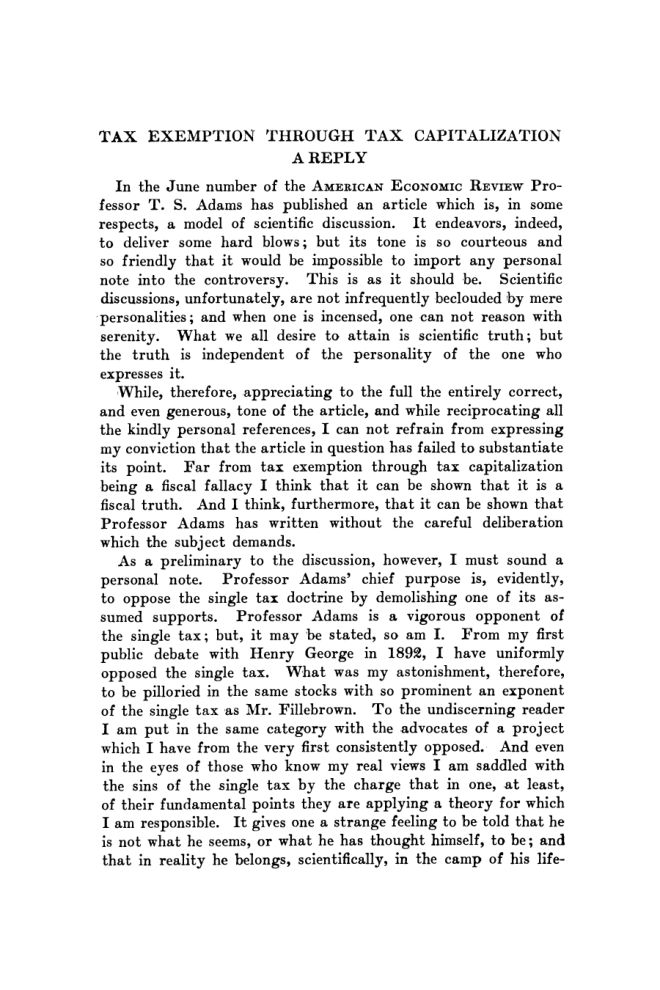 TAX EXEMPTION THROUGH TAX CAPITALIZATION
A REPLY
In the June number of the AMERICAN ECONOMIC REVIEW Pro-
fessor T. S. Adams has published an article which is, in some
respects, a model of scientific discussion. It endeavors, indeed,
to deliver some hard blows; but its tone is so courteous and
so friendly that it would be impossible to import any personal
note into the controversy. This is as it should be. Scientific
discussions, unfortunately, are not infrequently beclouded by mere
personalities; and when one is incensed, one can not reason with
serenity. What we all desire to attain is scientific truth; but
the truth is independent of the personality of the one who
expresses it.
While, therefore, appreciating to the full the entirely correct,
and even generous, tone of the article, and while reciprocating all
the kindly personal references, I can not refrain from expressing
my conviction that the article in question has failed to substantiate
its point. Far from tax exemption through tax capitalization
being a fiscal fallacy I think that it can be shown that it is a
fiscal truth. And I think, furthermore, that it can be shown that
Professor Adams has written without the careful deliberation
which the subject demands.
As a preliminary to the discussion, however, I must sound a
personal note. Professor Adams' chief purpose is, evidently,
to oppose the single tax doctrine by demolishing one of its as-
sumed supports. Professor Adams is a vigorous opponent of
the single tax; but, it may be stated, so am I. From my first
public debate with Henry George in 1892, I have uniformly
opposed the single tax. What was my astonishment, therefore,
to be pilloried in the same stocks with so prominent an exponent
of the single tax as Mr. Fillebrown. To the undiscerning reader
I am put in the same category with the advocates of a project
which I have from the very first consistently opposed. And even
in the eyes of those who know my real views I am saddled with
the sins of the single tax by the charge that in one, at least,
of their fundamental points they are applying a theory for which
I am responsible. It gives one a strange feeling to be told that he
is not what he seems, or what he has thought himself, to be; and
that in reality he belongs, scientifically, in the camp of his life-